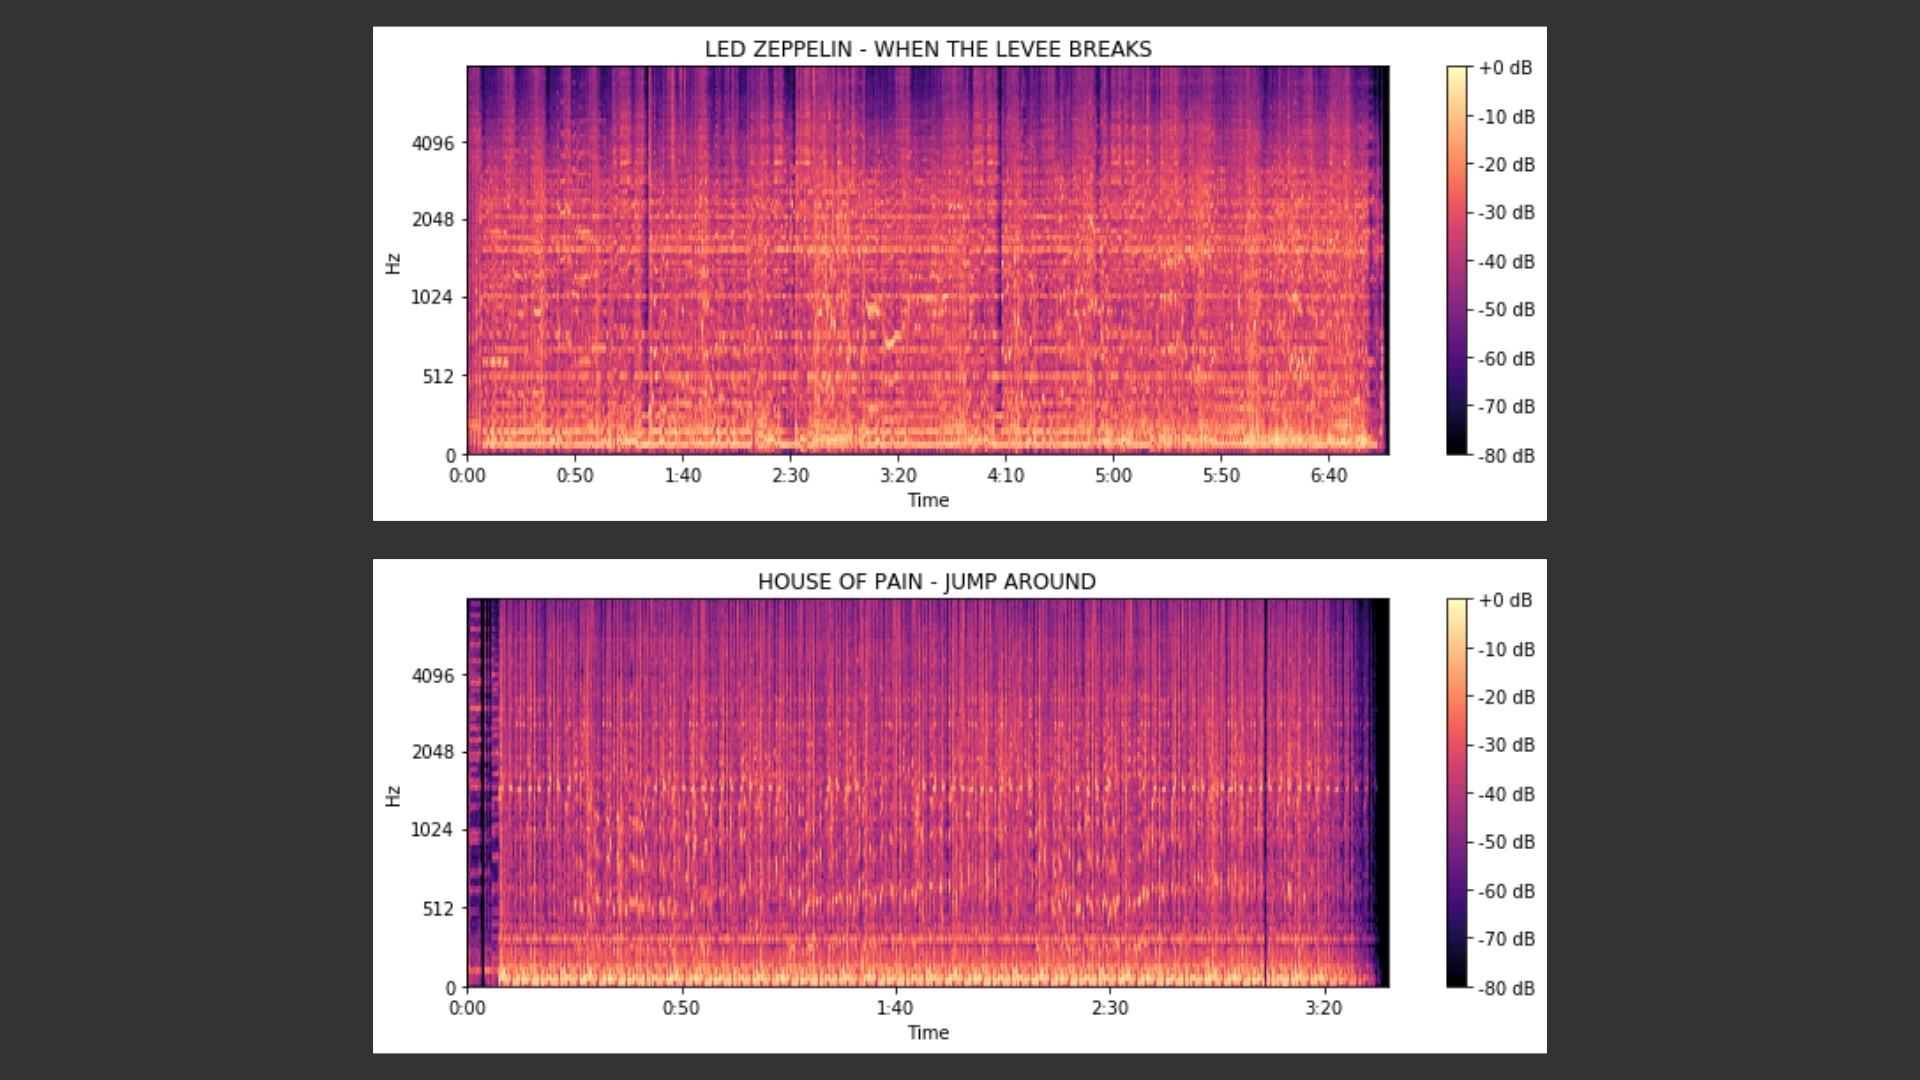 LED ZEPPELIN - WHEN THE LEVEE BREAKS
+0 dB
-10 dB
4096
-20 dB
2048
-30 dB
Hz
-40 dB
1024
-50 dB
-60 dB
512
-70 dB
0
-80 dB
0:00 0:50 1:40 2:30 3:20 4:10 5:00 5:50 6:40
Time
HOUSE OF PAIN - JUMP AROUND
+0 dB
-10 dB
4096
-20 dB
2048
-30 dB
Hz
-40 dB
1024
-50 dB
-60 dB
512
-70 dB
0
-80 dB
0:00 0:50 1:40 2:30 3:20
Time